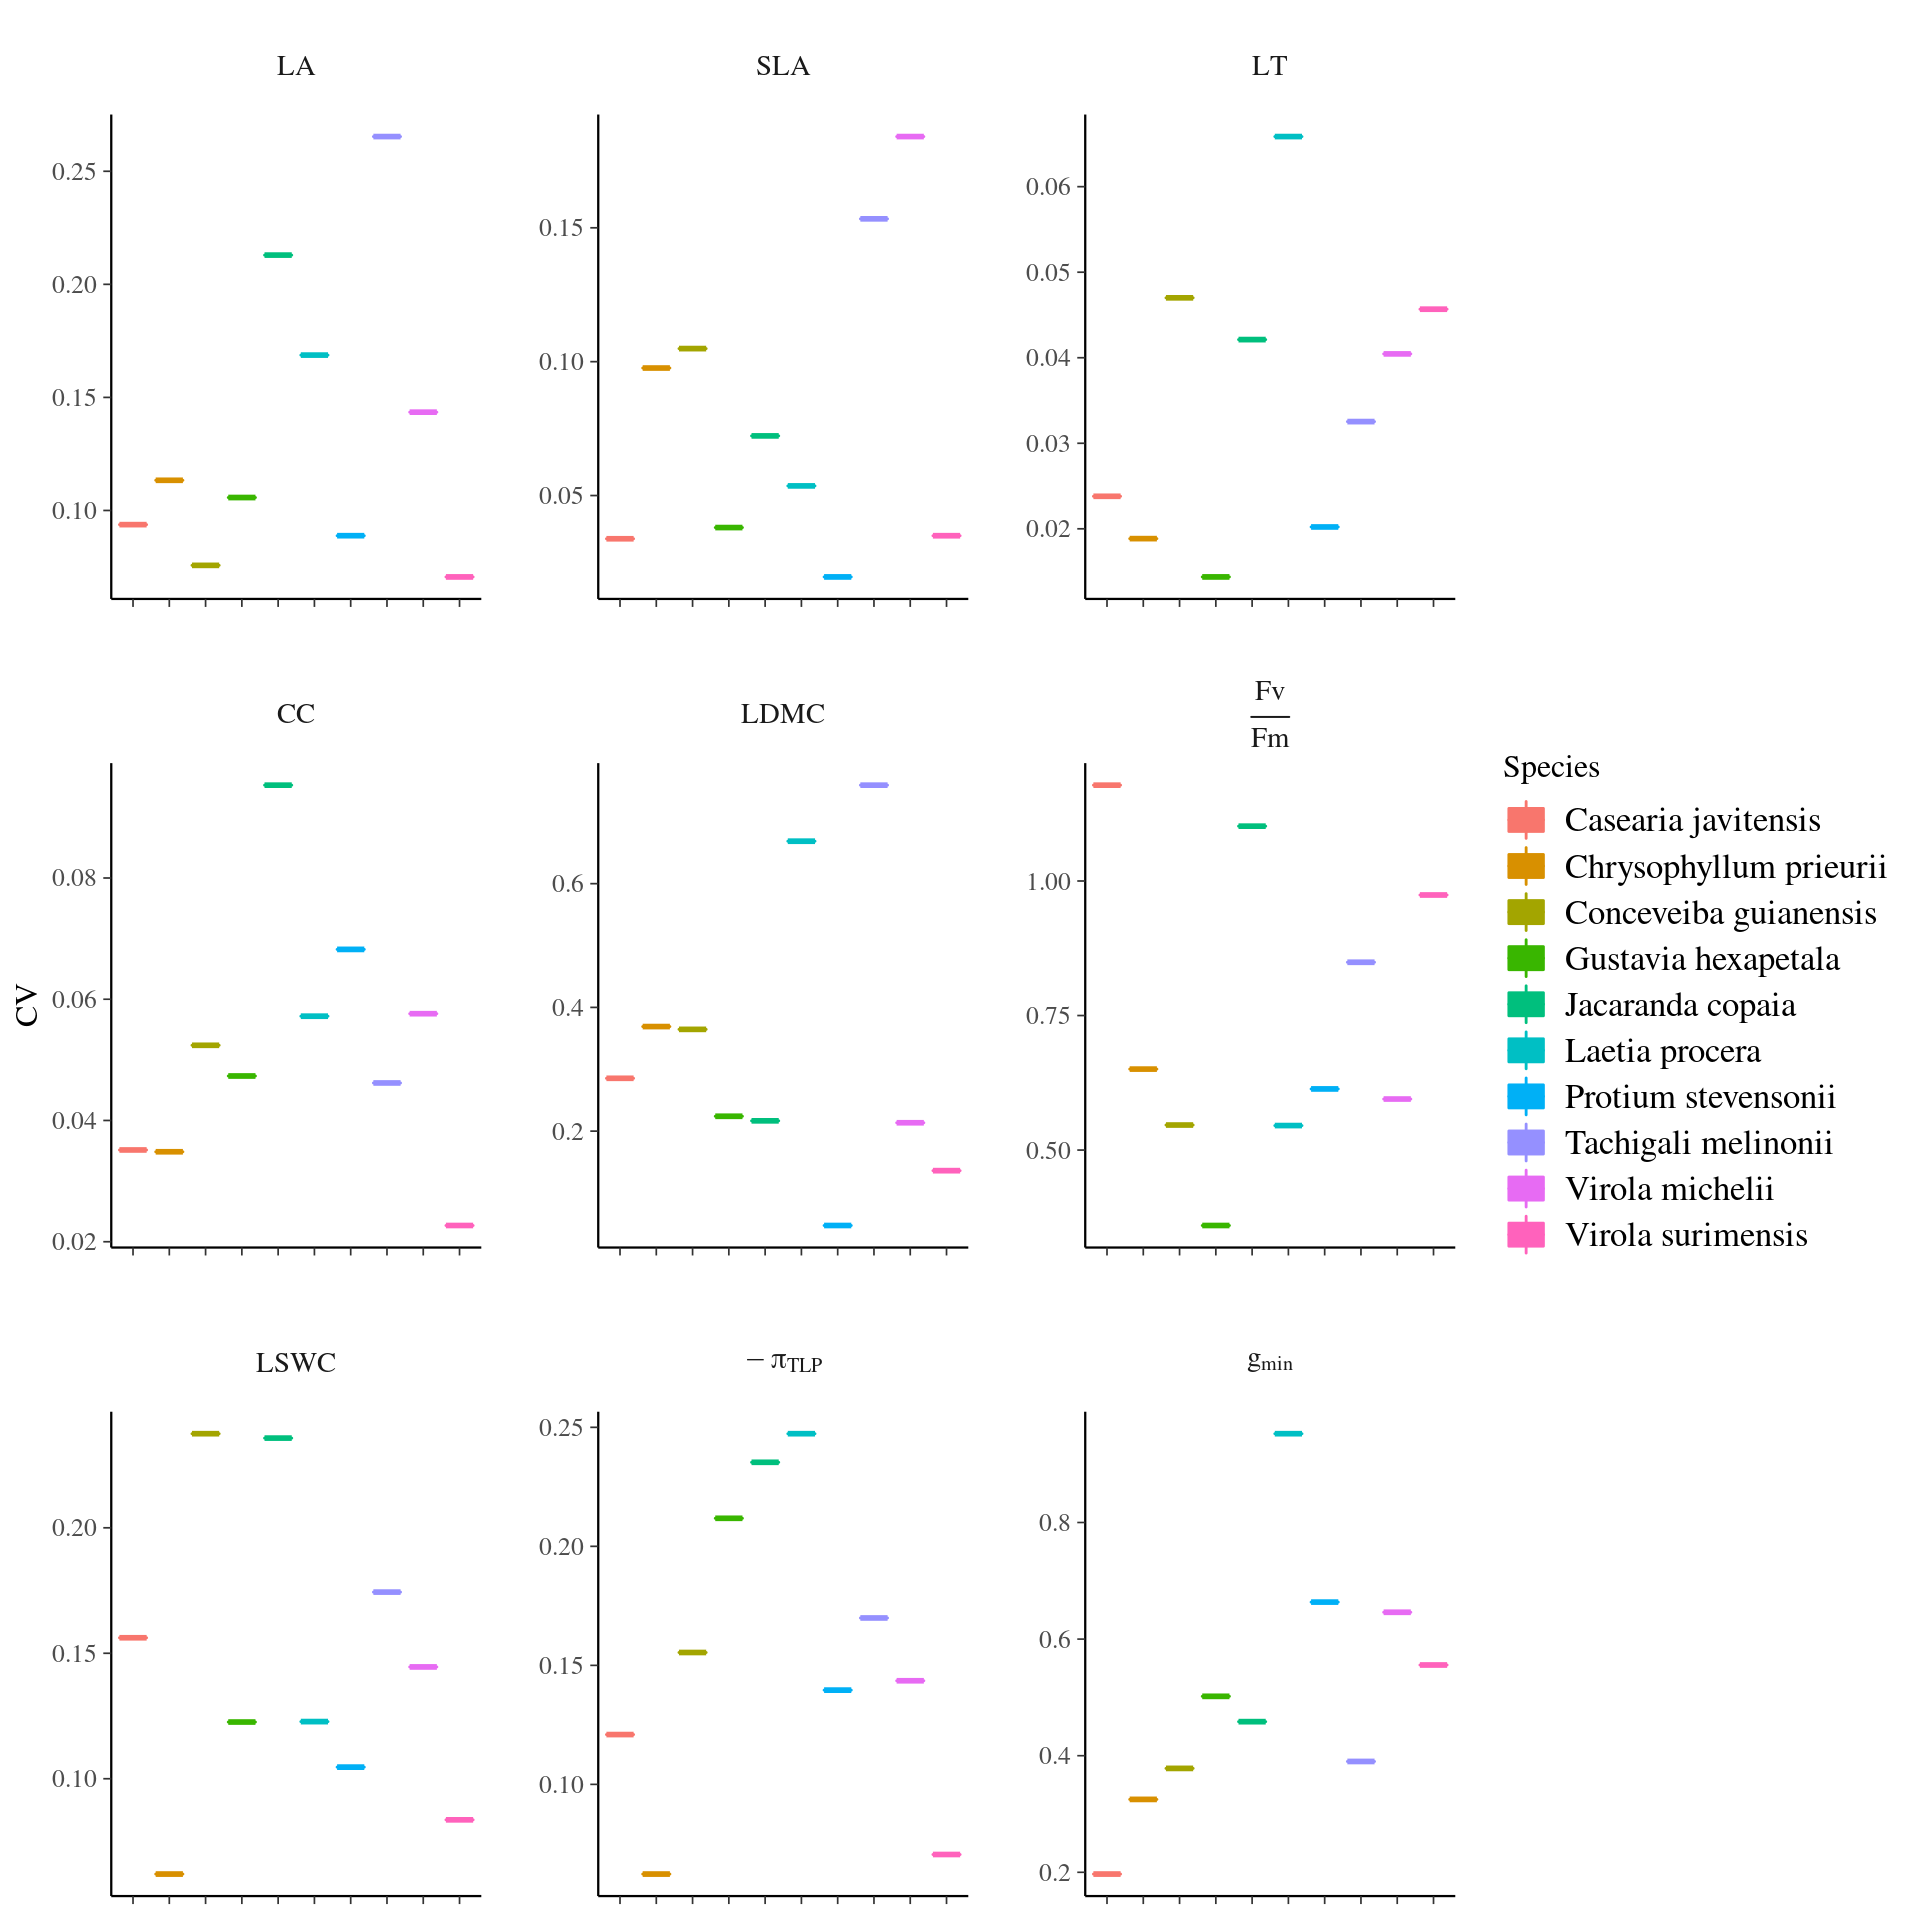 LA
SLA
LT
0.25
0.20
0.15
0.10
0.15
0.10
0.05
0.06
0.05
0.04
0.03
0.02
CC
LDMC
Fv
Fm
CV
0.08
0.06
0.04
0.02
0.6
0.4
0.2
1.00
0.75
0.50
Species
Casearia javitensis
Chrysophyllum prieurii
Conceveiba guianensis
Gustavia hexapetala
Jacaranda copaia
Laetia procera
Protium stevensonii
Tachigali melinonii
Virola michelii
Virola surimensis
LSWC
− πTLP
gmin
0.20
0.15
0.10
0.25
0.20
0.15
0.10
0.8
0.6
0.4
0.2